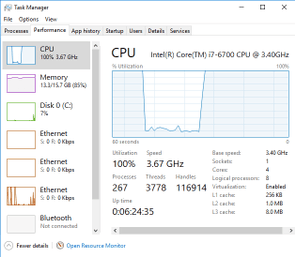 Task Manager
File Options View
Processes Performance App history Startup Users Details Services
CPU
100% 3.67 GHz
Memory
13.3/15.7 GB (85%)
Disk 0 (C:)
7%
Ethernet
S: 0 R: 0 Kbps
Ethernet
S: 0 R: 0 Kbps
Ethernet
S: 0 R: 0 Kbps
Bluetooth
Not connected
CPU Intel(R) Core(TM) i7-6700 CPU @ 3.40GHz
% Utilization 100%
60 seconds 0
Utilization Speed
100% 3.67 GHz
Processes Threads Handles
267 3778 116914
Up time
0:06:24:35
Base speed: 3.40 GHz
Sockets: 1
Cores: 4
Logical processors: 8
Virtualization: Enabled
L1 cache: 256 KB
L2 cache: 1.0 MB
L3 cache: 8.0 MB
Fewer details Open Resource Monitor